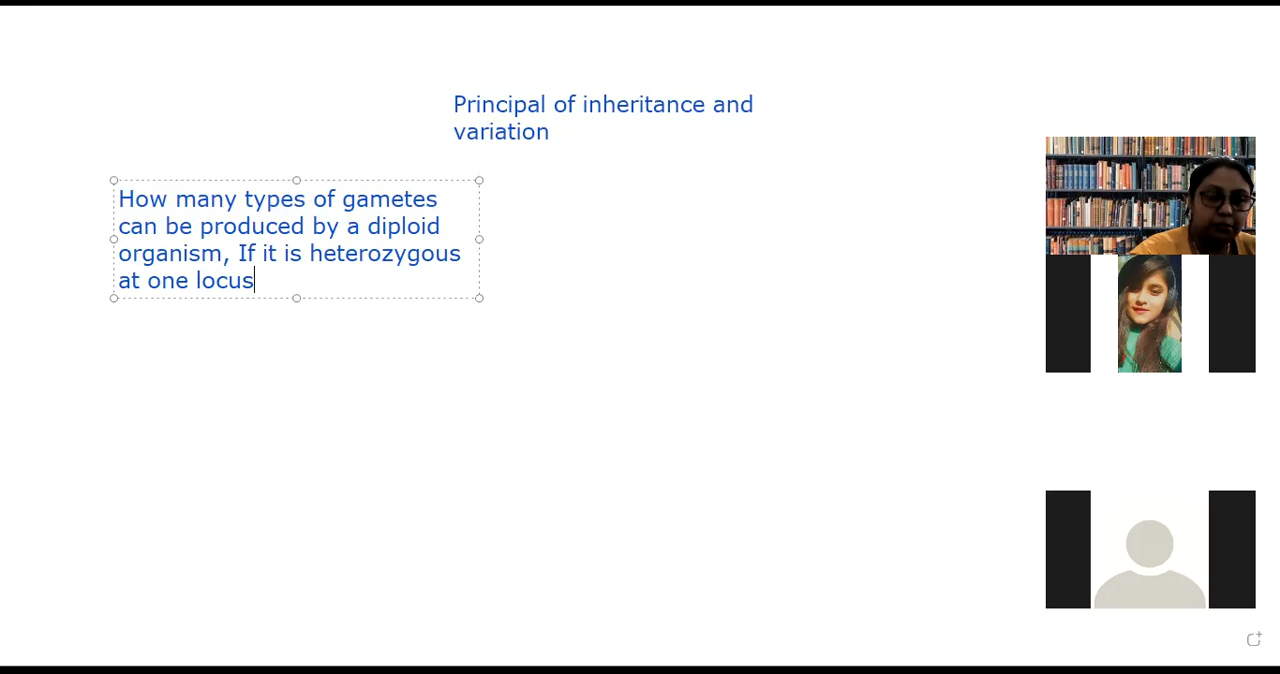 Principal of inheritance and
variation
How many types of gametes
can be produced by a diploid
organism, If it is heterozygous
at one locus